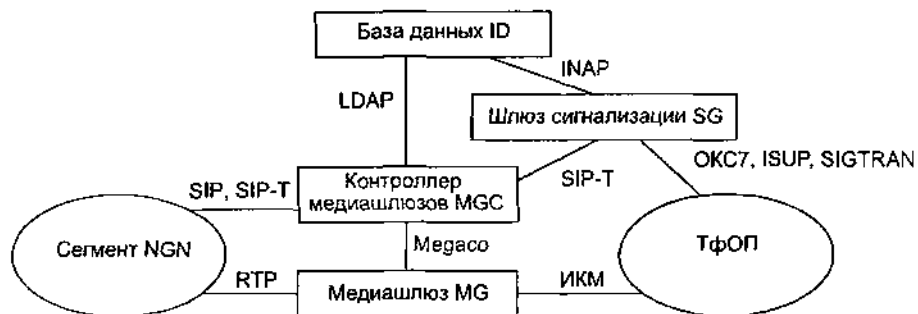 База данных ID
INAP
LDAP
Шлюз сигнализации SG
ОКС7, ISUP, SIGTRAN
SIP-T
SIP, SIP-T
Контроллер
медиашлюзов MGC
Сегмент NGN
Megaco
ТфОП
RTP
Медиашлюз MG
ИКМ